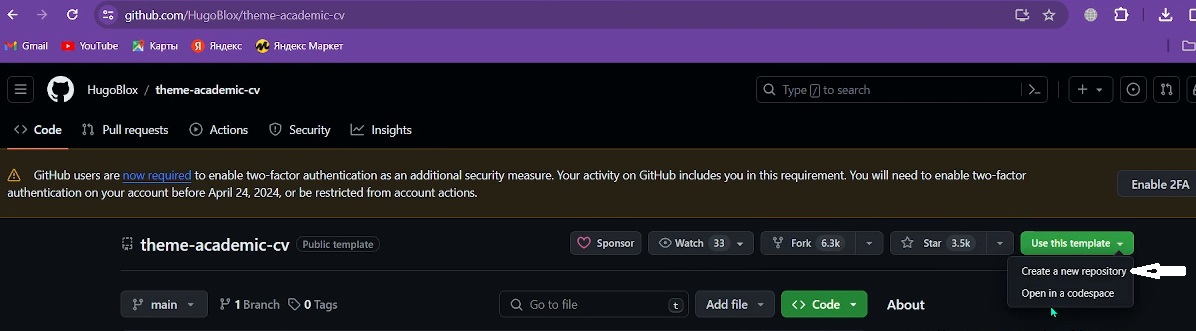 github.com/HugoBlox/theme-academic-cv
Gmail YouTube Карты Яндекс Яндекс Маркет
HugoBlox / theme-academic-cv Type / to search
Code Pull requests Actions Security Insights
GitHub users are now required to enable two-factor authentication as an additional security measure. Your activity on GitHub includes you in this requirement. You will need to enable two-factor
authentication on your account before April 24, 2024, or be restricted from account actions.
Enable 2FA
theme-academic-cv Public template Sponsor Watch 33 Fork 6.3k Star 3.5k Use this template
Create a new repository
Open in a codespace
main 1 Branch 0 Tags Go to file t Add file Code About